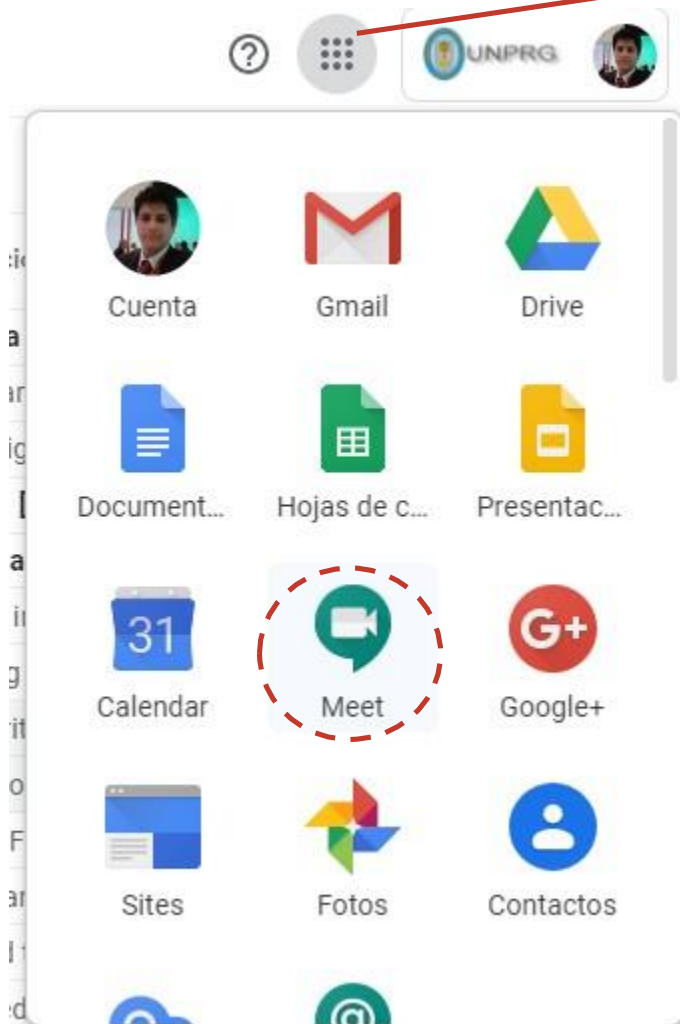 UNPRG
Cuenta Gmail Drive
Document... Hojas de c... Presentac...
31
Calendar Meet G+ Google+
Sites Fotos Contactos
@